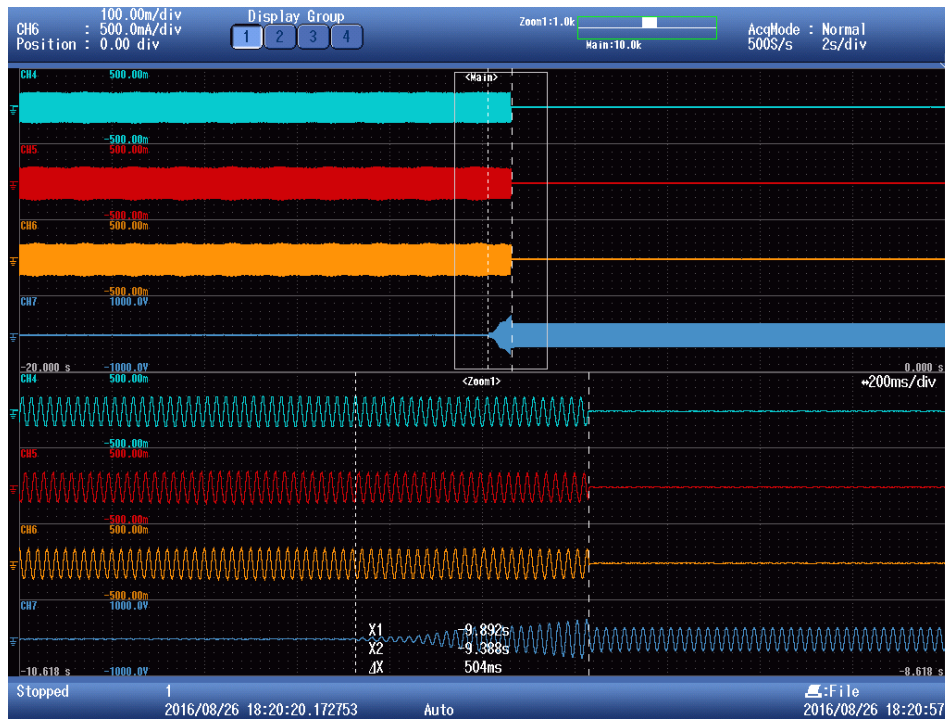 100.00m/div
CH6 : 500.0mA/div
Position : 0.00 div
Display Group
1 2 3 4
Zoom1:1.0k
Main:10.0k
AcqMode : Normal
500S/s 2s/div
<Main>
CH4 500.00m
-500.00m
CH5 500.00m
-500.00m
CH6 500.00m
-500.00m
CH7 1000.0V
-20.000 s -1000.0V 0.000 s
<Zoom1>
↔200ms/div
CH4 500.00m
-500.00m
CH5 500.00m
-500.00m
CH6 500.00m
-500.00m
CH7 1000.0V
X1 -9.892s
X2 -9.388s
ΔX 504ms
-10.618 s -1000.0V -8.618 s
Stopped 1
:File
2016/08/26 18:20:20.172753 Auto 2016/08/26 18:20:57